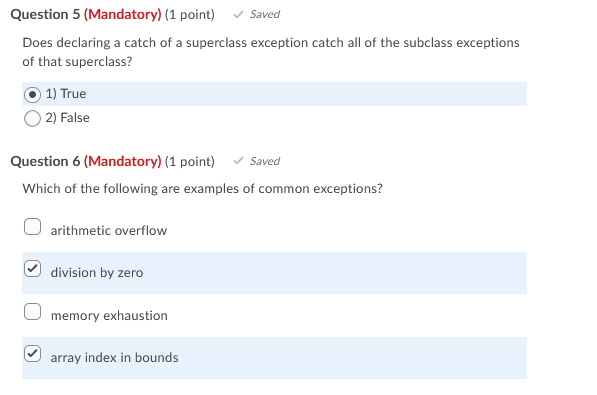 Question 5 (Mandatory) (1 point) ✓ Saved
Does declaring a catch of a superclass exception catch all of the subclass exceptions
of that superclass?
1) True
2) False
Question 6 (Mandatory) (1 point) ✓ Saved
Which of the following are examples of common exceptions?
arithmetic overflow
division by zero
memory exhaustion
array index in bounds